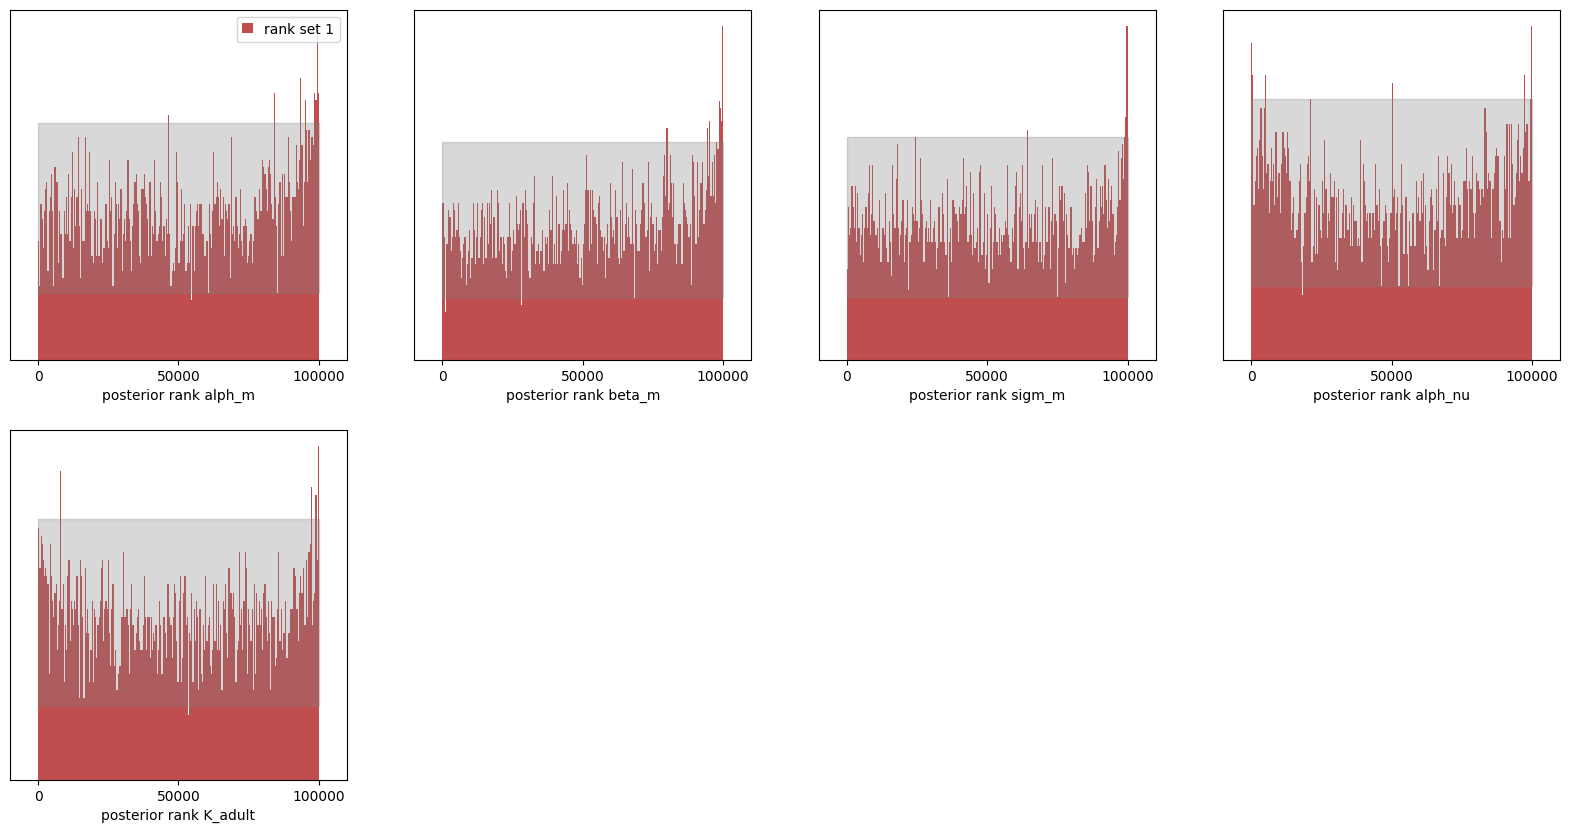 rank set 1
0 50000 100000
posterior rank alph_m
0 50000 100000
posterior rank beta_m
0 50000 100000
posterior rank sigm_m
0 50000 100000
posterior rank alph_nu
0 50000 100000
posterior rank K_adult